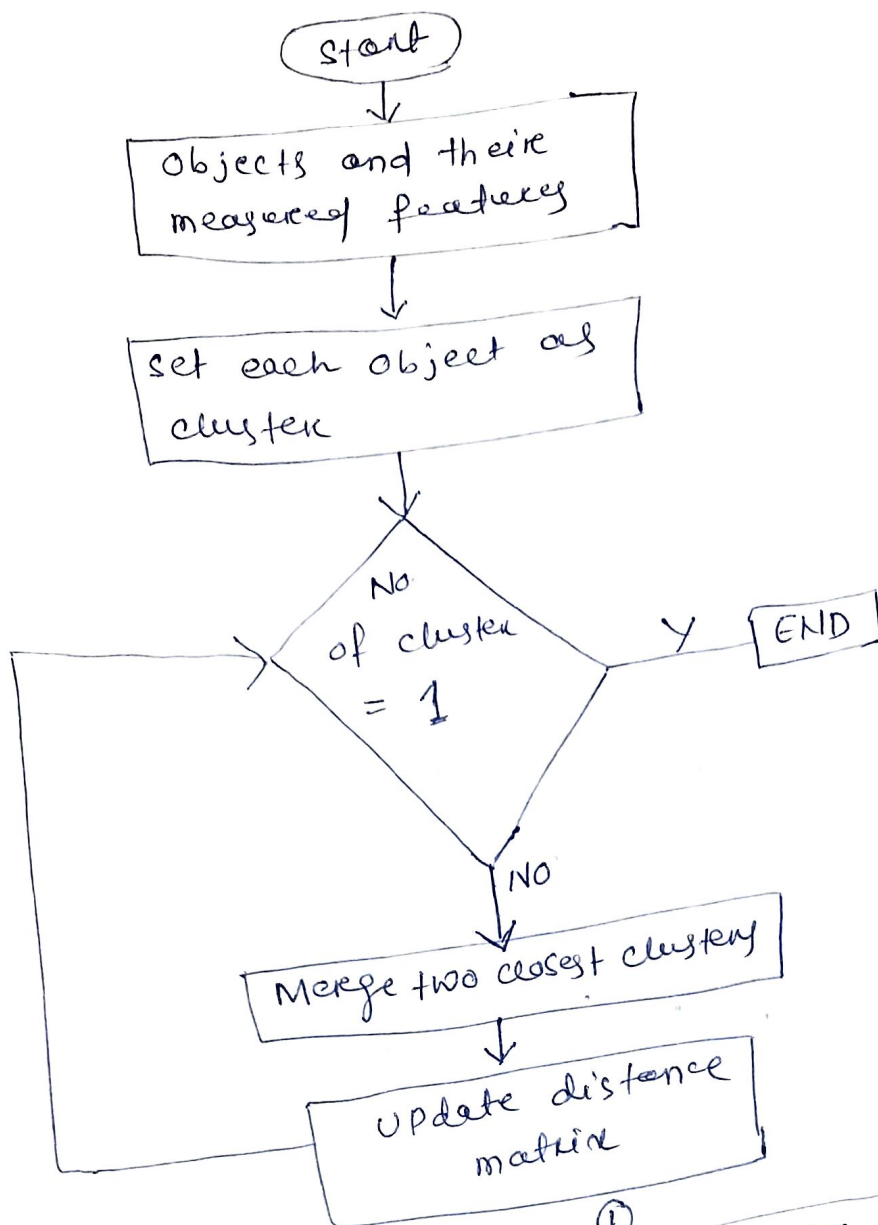 Start
Objects and their
measured features
set each object as
cluster
No
of cluster
= 1
Y
END
NO
Merge two closest clusters
update distance
matrix
①